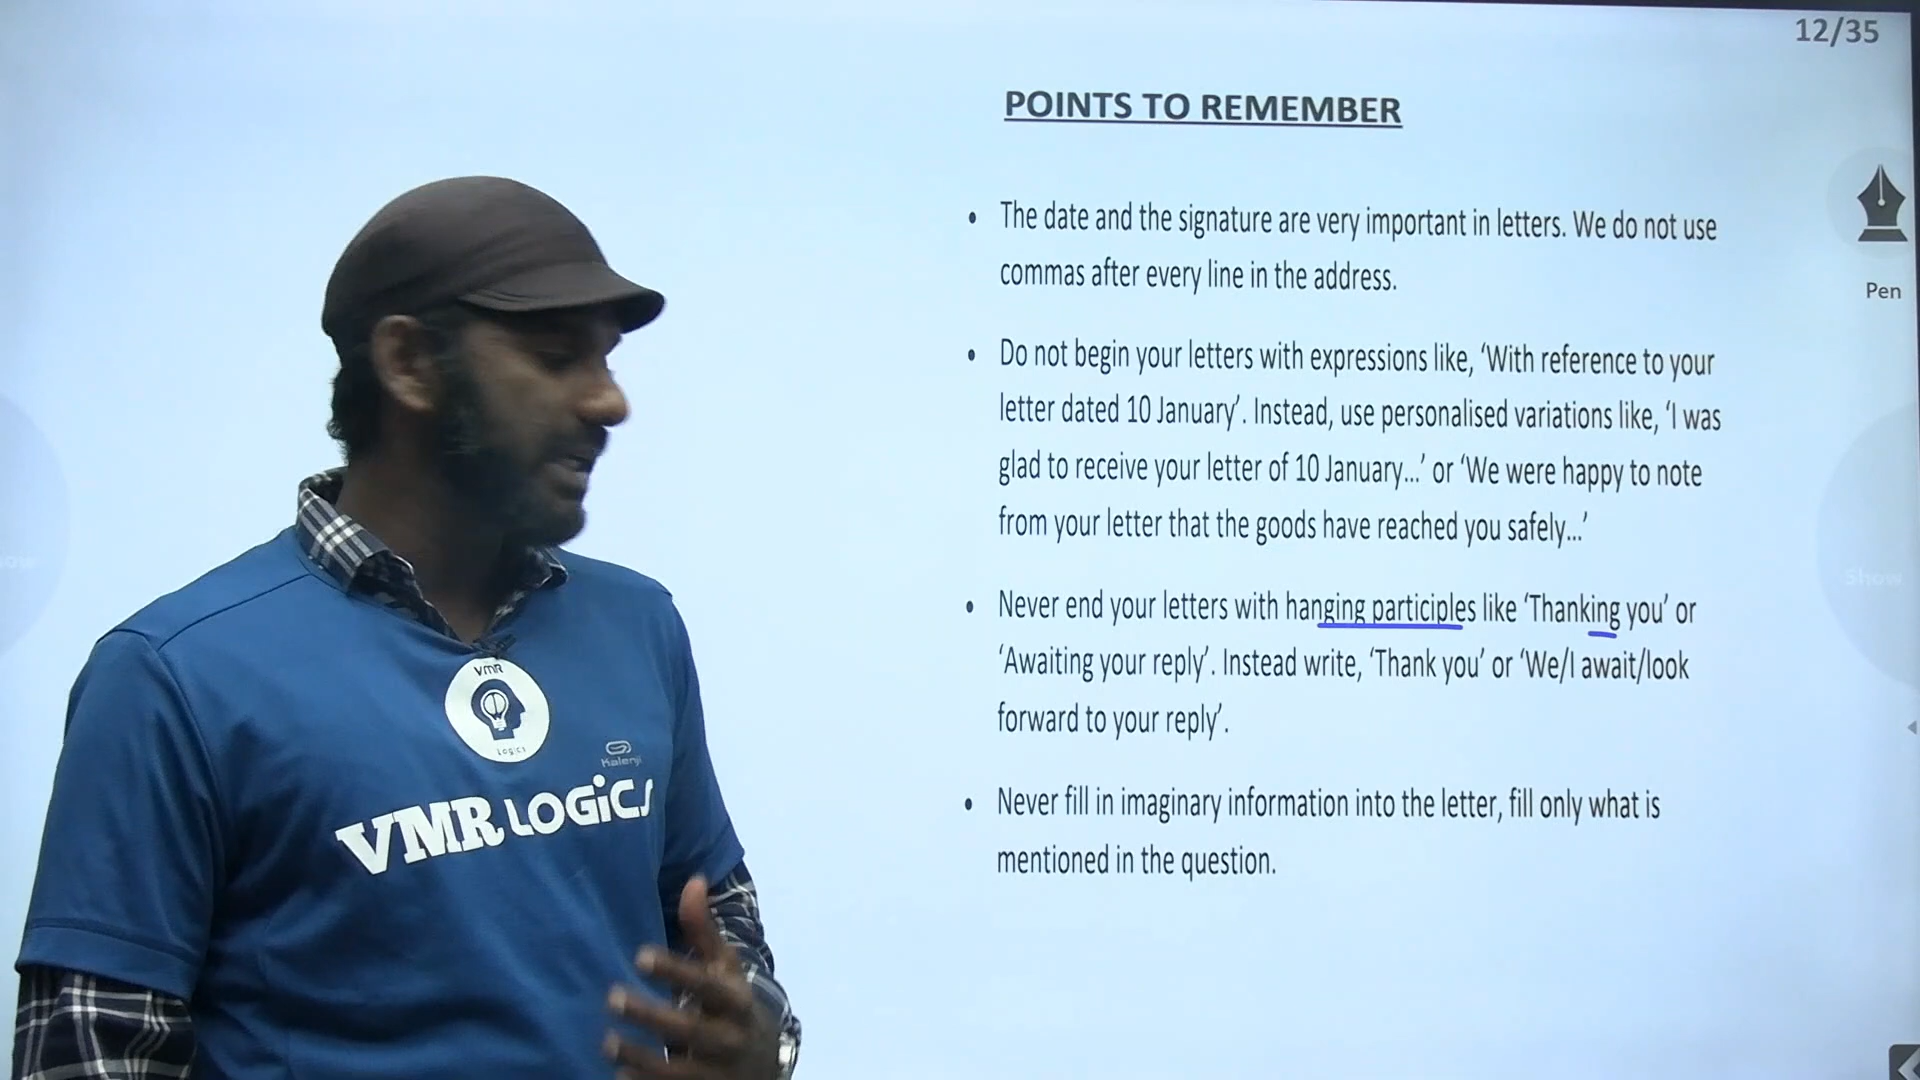 12/35
POINTS TO REMEMBER
• The date and the signature are very important in letters. We do not use
commas after every line in the address.
Pen
• Do not begin your letters with expressions like, ‘With reference to your
letter dated 10 January’. Instead, use personalised variations like, ‘I was
glad to receive your letter of 10 January...’ or ‘We were happy to note
from your letter that the goods have reached you safely...’
Show
• Never end your letters with hanging participles like ‘Thanking you’ or
‘Awaiting your reply’. Instead write, ‘Thank you’ or ‘We/I await/look
forward to your reply’.
• Never fill in imaginary information into the letter, fill only what is
mentioned in the question.
VMR
Logics
Kalenji
VMR LOGiCS